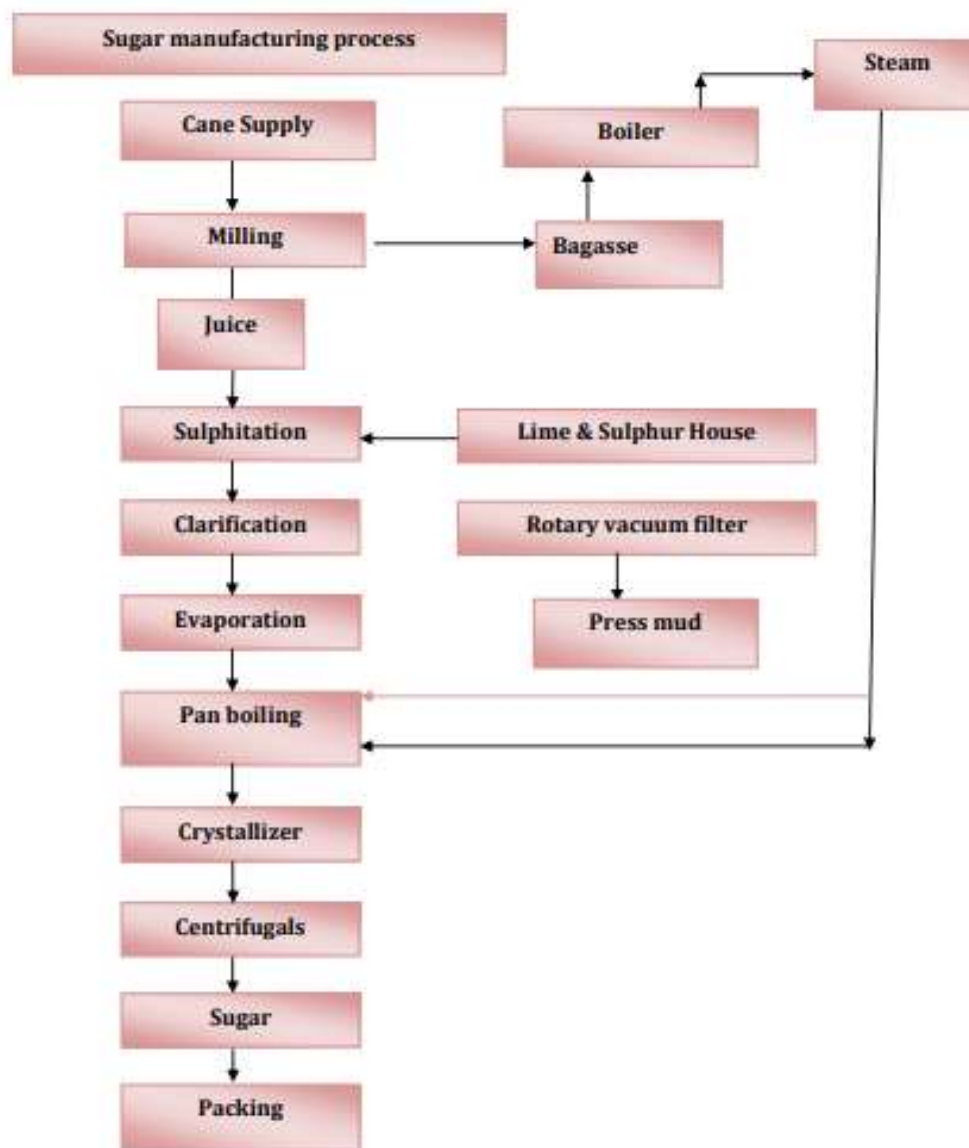 Sugar manufacturing process
Steam
Cane Supply
Boiler
Milling
Bagasse
Juice
Sulphitation
Lime & Sulphur House
Clarification
Rotary vacuum filter
Evaporation
Press mud
Pan boiling
Crystallizer
Centrifugals
Sugar
Packing